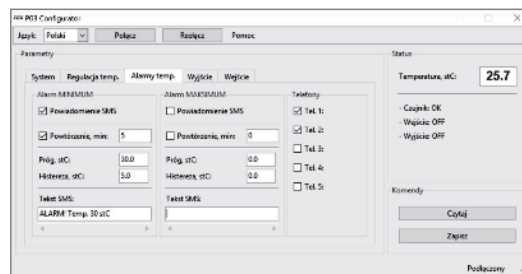 P03 Configurator
Język: Polski Połącz Rozłącz Pomoc
Parametry
System Regulacja temp. Alarmy temp. Wyjście Wejście
Alarm MINIMUM
Powiadomienie SMS
Powtórzenie, min: 5
Próg, stC: 30.0
Histereza, stC: 5.0
Tekst SMS:
ALARM! Temp. 30 stC
Alarm MAKSIMUM
Powiadomienie SMS
Powtórzenie, min: 0
Próg, stC: 0.0
Histereza, stC: 0.0
Tekst SMS:
Telefony
Tel. 1:
Tel. 2:
Tel. 3:
Tel. 4:
Tel. 5:
Status
Temperatura, stC: 25.7
- Czujnik: OK
- Wejście: OFF
- Wyjście: OFF
Komendy
Czytaj
Zapisz
Podłączony